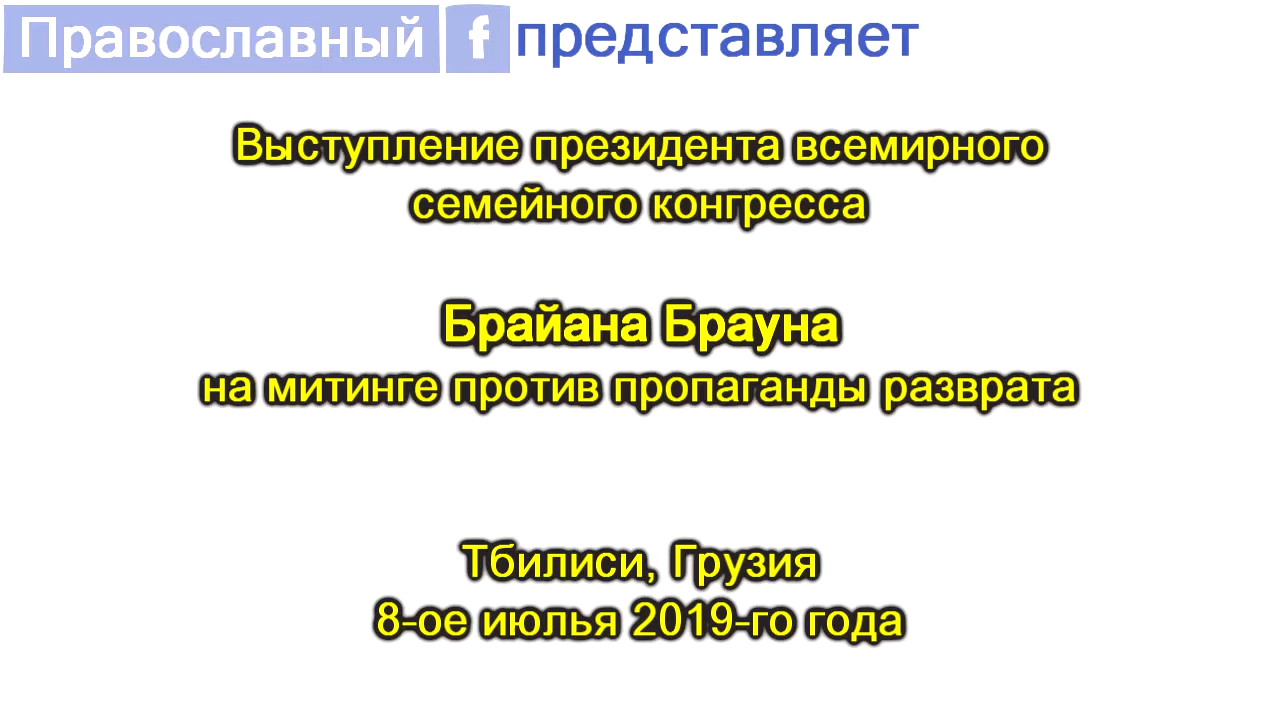 Православный f представляет
Выступление президента всемирного
семейного конгресса
Брайана Брауна
на митинге против пропаганды разврата
Тбилиси, Грузия
8-ое июлья 2019-го года